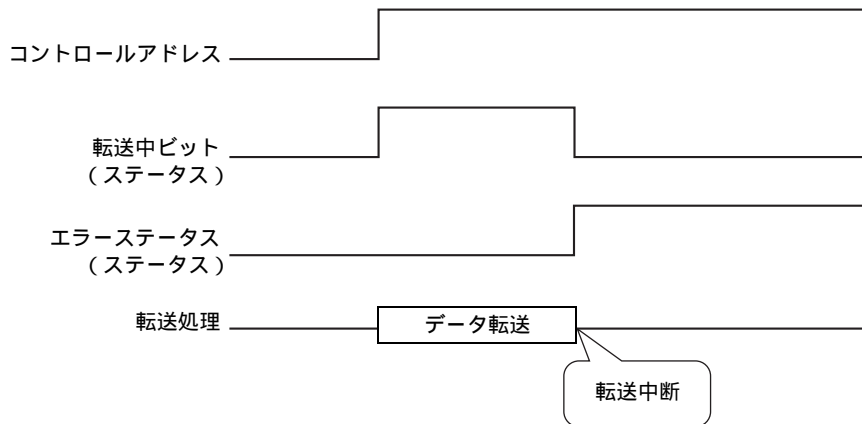 コントロールアドレス
転送中ビット
（ステータス）
エラーステータス
（ステータス）
転送処理
データ転送
転送中断